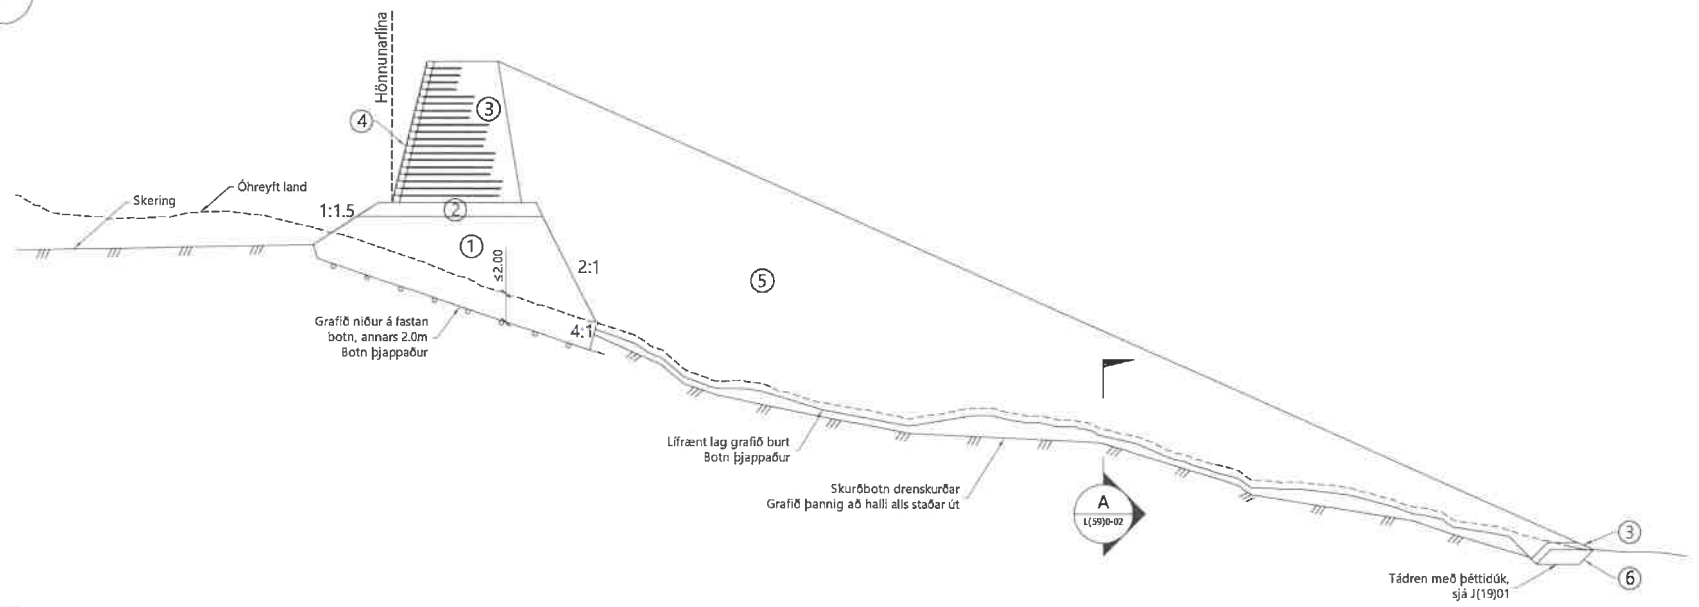 Hönnunarlína
3
4
Óhreyft land
Skering
1:1.5
2
1
≤2.00
2:1
5
Grafið niður á fastan
botn, annars 2.0m
Botn þjappaður
4:1
Lífrænt lag grafið burt
Botn þjappaður
Skurðbotn drenskurðar
Grafið þannig að halli alls staðar út
A
L(59)0-02
3
6
Tádren með þéttidúk,
sjá J(19)01